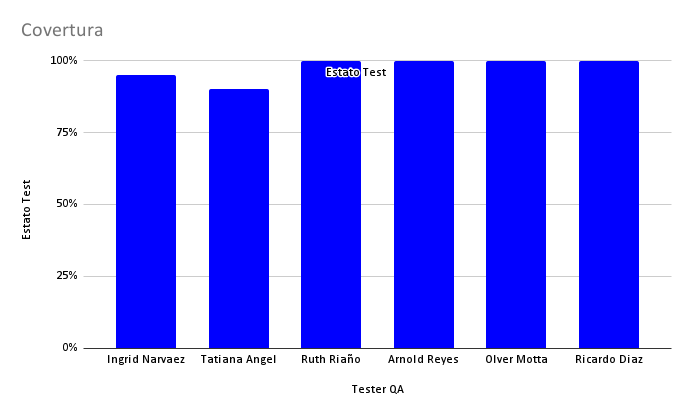 Covertura
100%
Estato Test
75%
50%
25%
0%
Estato Test
Ingrid Narvaez
Tatiana Angel
Ruth Riaño
Arnold Reyes
Olver Motta
Ricardo Diaz
Tester QA